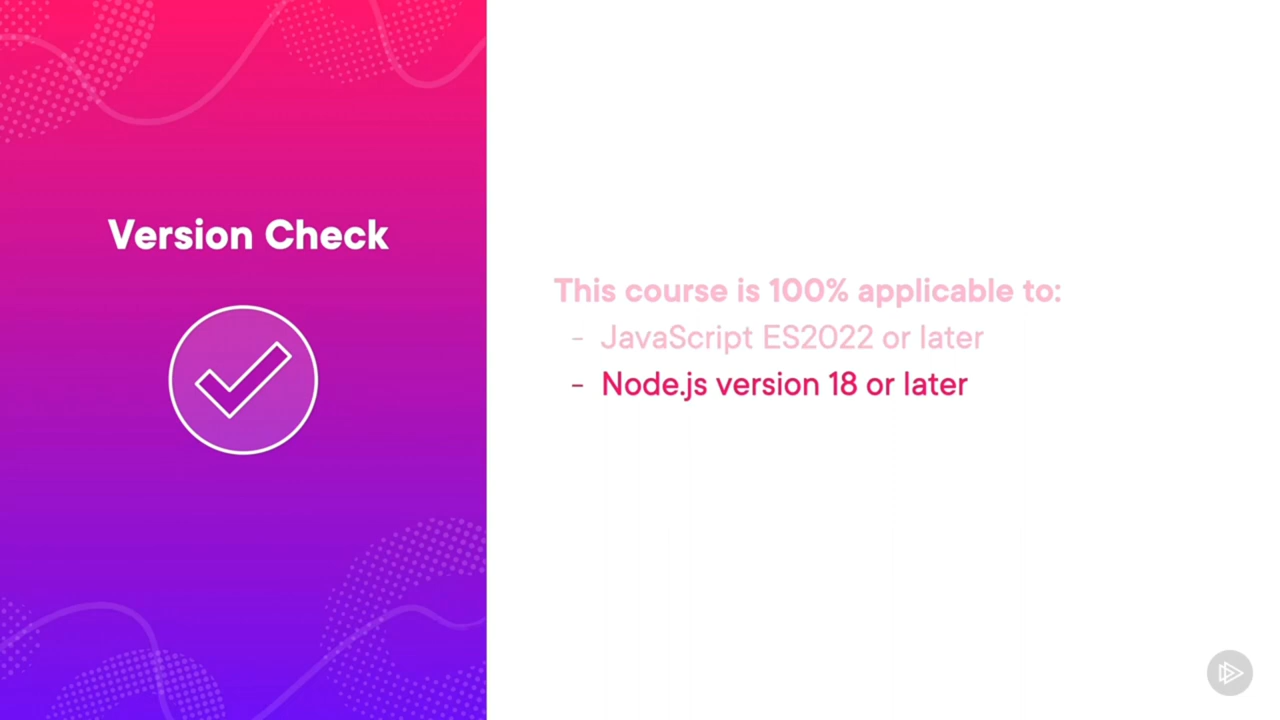 Version Check
This course is 100% applicable to:
- JavaScript ES2022 or later
- Node.js version 18 or later